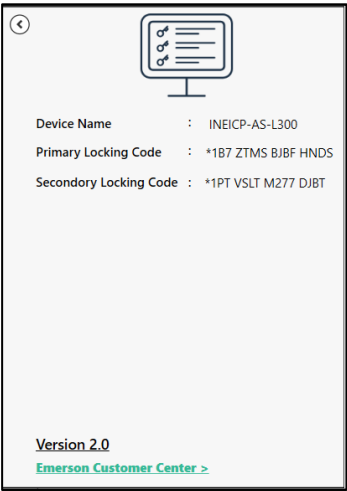 Device Name : INEICP-AS-L300
Primary Locking Code : *1B7 ZTMS BJBF HNDS
Secondory Locking Code : *1PT VSLT M277 DJBT
Version 2.0
Emerson Customer Center >